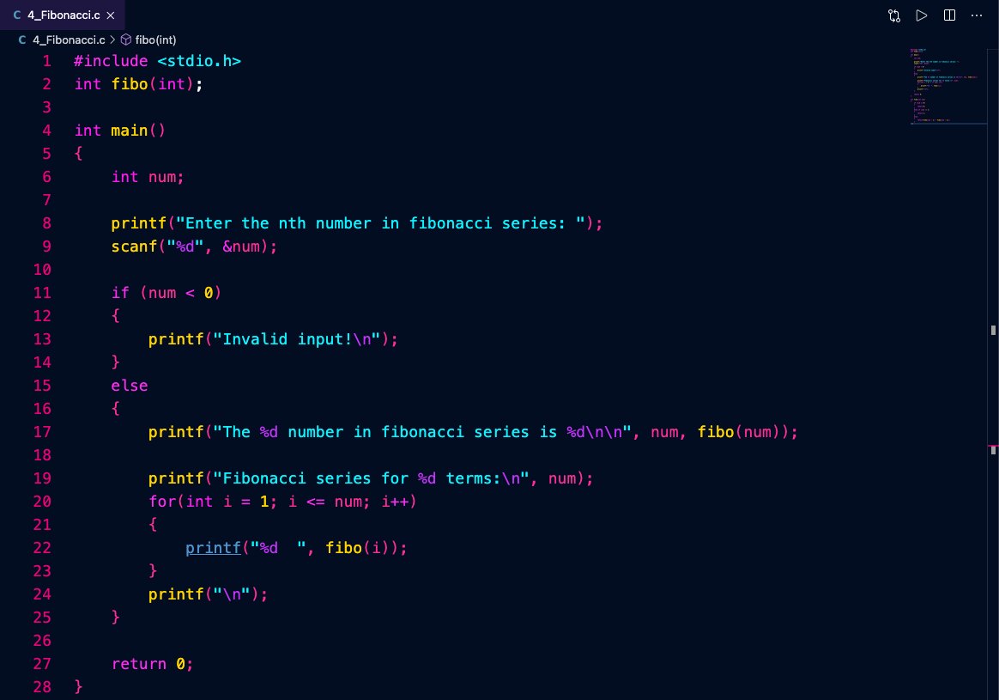 C 4_Fibonacci.c ×
C 4_Fibonacci.c > fibo(int)
1 #include <stdio.h>
2 int fibo(int);
3
4 int main()
5 {
6     int num;
7
8     printf("Enter the nth number in fibonacci series: ");
9     scanf("%d", &num);
10
11     if (num < 0)
12     {
13         printf("Invalid input!\n");
14     }
15     else
16     {
17         printf("The %d number in fibonacci series is %d\n\n", num, fibo(num));
18
19         printf("Fibonacci series for %d terms:\n", num);
20         for(int i = 1; i <= num; i++)
21         {
22             printf("%d  ", fibo(i));
23         }
24         printf("\n");
25     }
26
27     return 0;
28 }